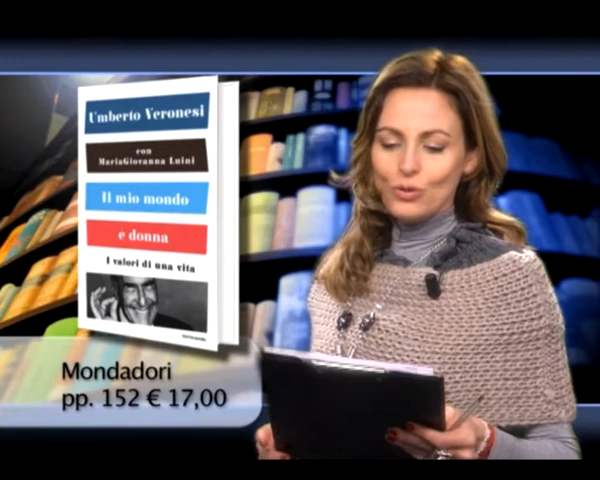 Umberto Veronesi
con
MariaGiovanna Luini
Il mio mondo
e donna
I valori di una vita
Mondadori
pp. 152 € 17,00